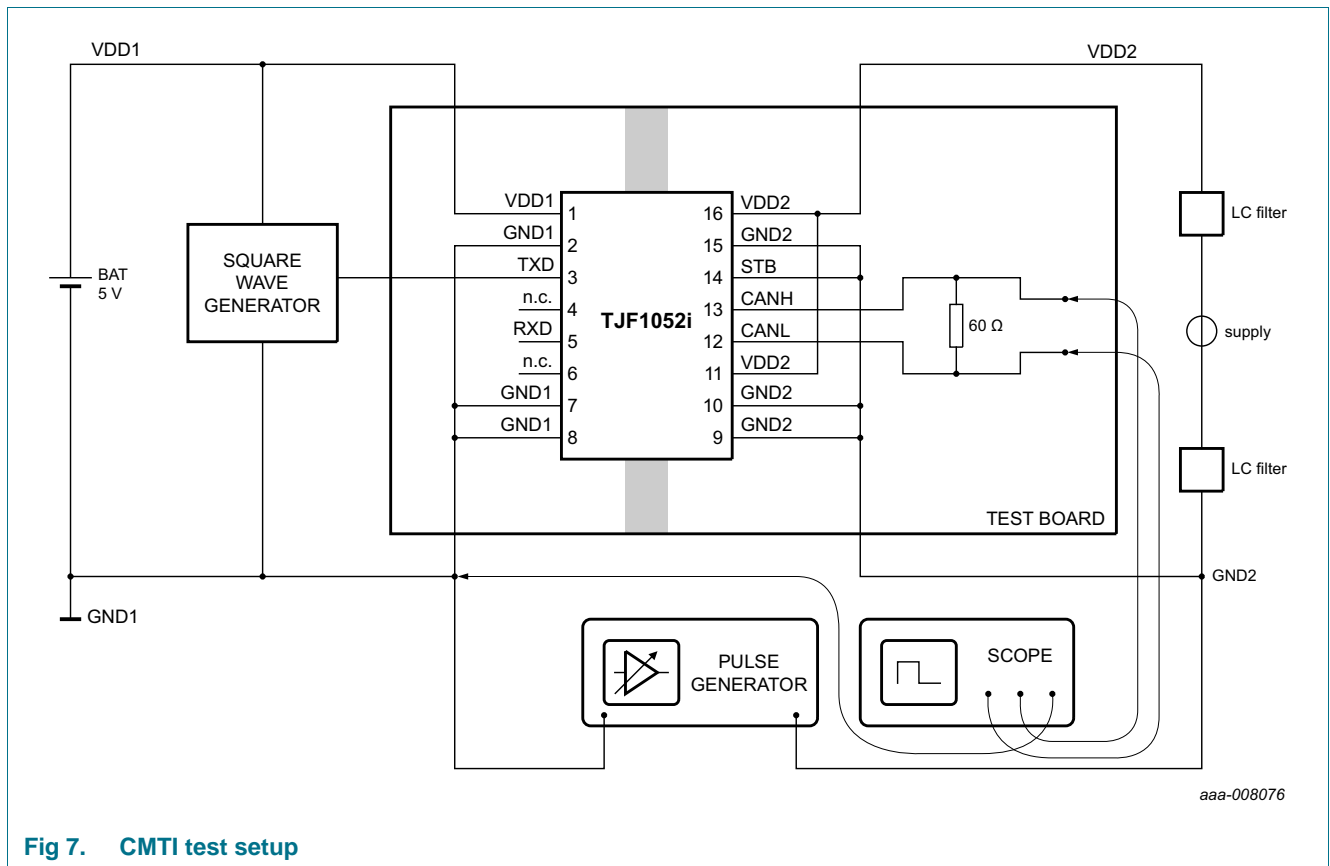 VDD1
VDD2
BAT
5 V
SQUARE
WAVE
GENERATOR
VDD1
GND1
TXD
n.c.
RXD
n.c.
GND1
GND1
1
2
3
4
5
6
7
8
TJF1052i
16
15
14
13
12
11
10
9
VDD2
GND2
STB
CANH
CANL
VDD2
GND2
GND2
60 Ω
LC filter
supply
LC filter
TEST BOARD
GND1
GND2
PULSE
GENERATOR
SCOPE
aaa-008076
Fig 7. CMTI test setup